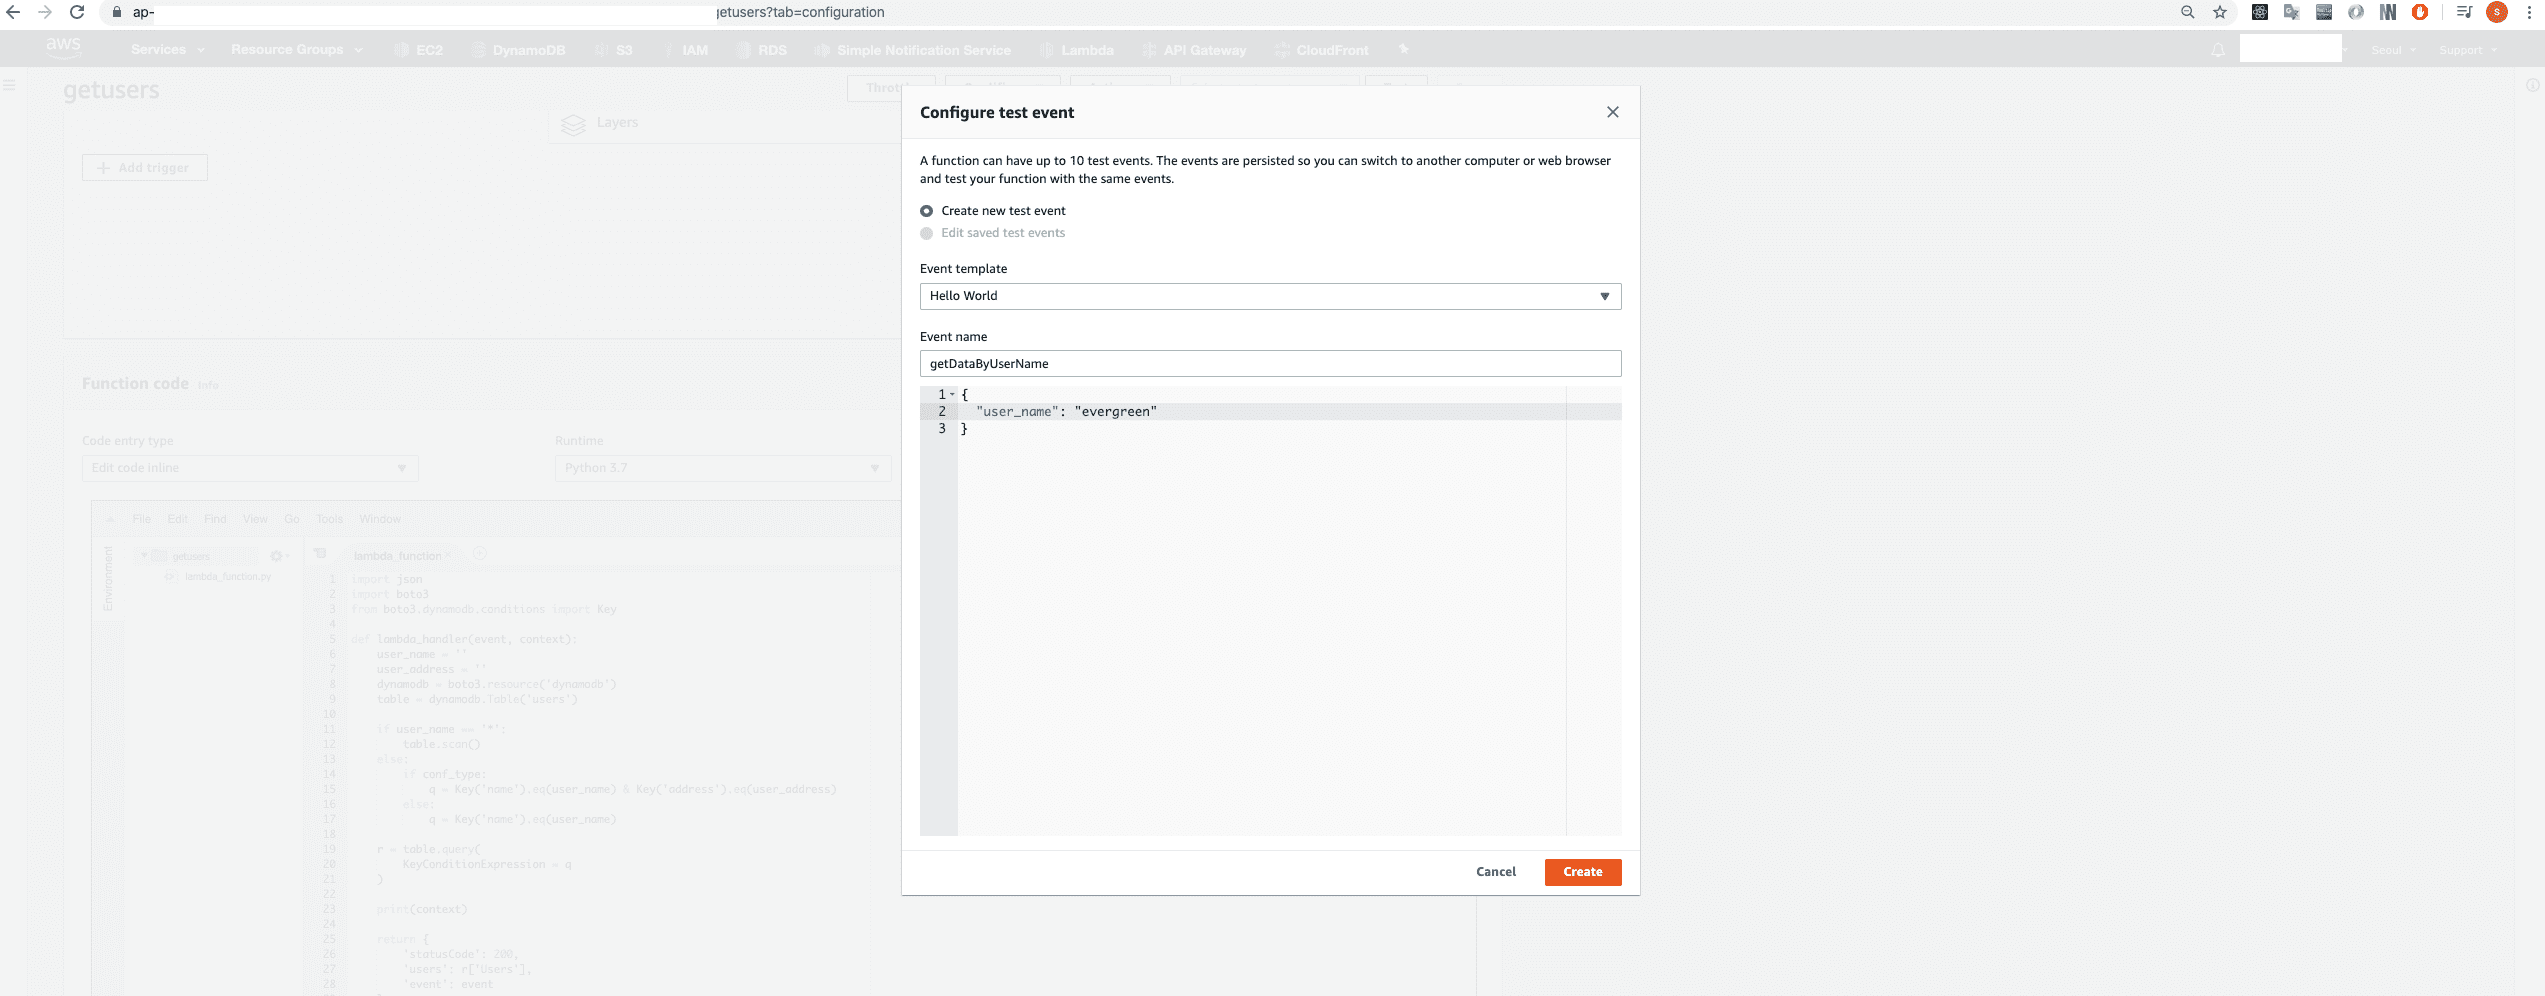 ap-
getusers?tab=configuration
aws
Services
Resource Groups
EC2
DynamoDB
S3
IAM
RDS
Simple Notification Service
Lambda
API Gateway
CloudFront
Seoul
Support
getusers
Layers
+ Add trigger
Configure test event
A function can have up to 10 test events. The events are persisted so you can switch to another computer or web browser
and test your function with the same events.
Create new test event
Edit saved test events
Event template
Hello World
Event name
getDataByUserName
1 {
2 "user_name": "evergreen"
3 }
Cancel
Create
Function code Info
Code entry type
Edit code inline
Runtime
Python 3.7
File Edit Find View Go Tools Window
Environment
getusers
lambda_function.py
lambda_function
1 import json
2 import boto3
3 from boto3.dynamodb.conditions import Key
4
5 def lambda_handler(event, context):
6 user_name = ''
7 user_address = ''
8 dynamodb = boto3.resource('dynamodb')
9 table = dynamodb.Table('users')
10
11 if user_name == '*':
12 table.scan()
13 else:
14 if conf_type:
15 q = Key('name').eq(user_name) & Key('address').eq(user_address)
16 else:
17 q = Key('name').eq(user_name)
18
19 r = table.query(
20 KeyConditionExpression = q
21 )
22
23 print(context)
24
25 return {
26 'statusCode': 200,
27 'users': r['Users'],
28 'event': event